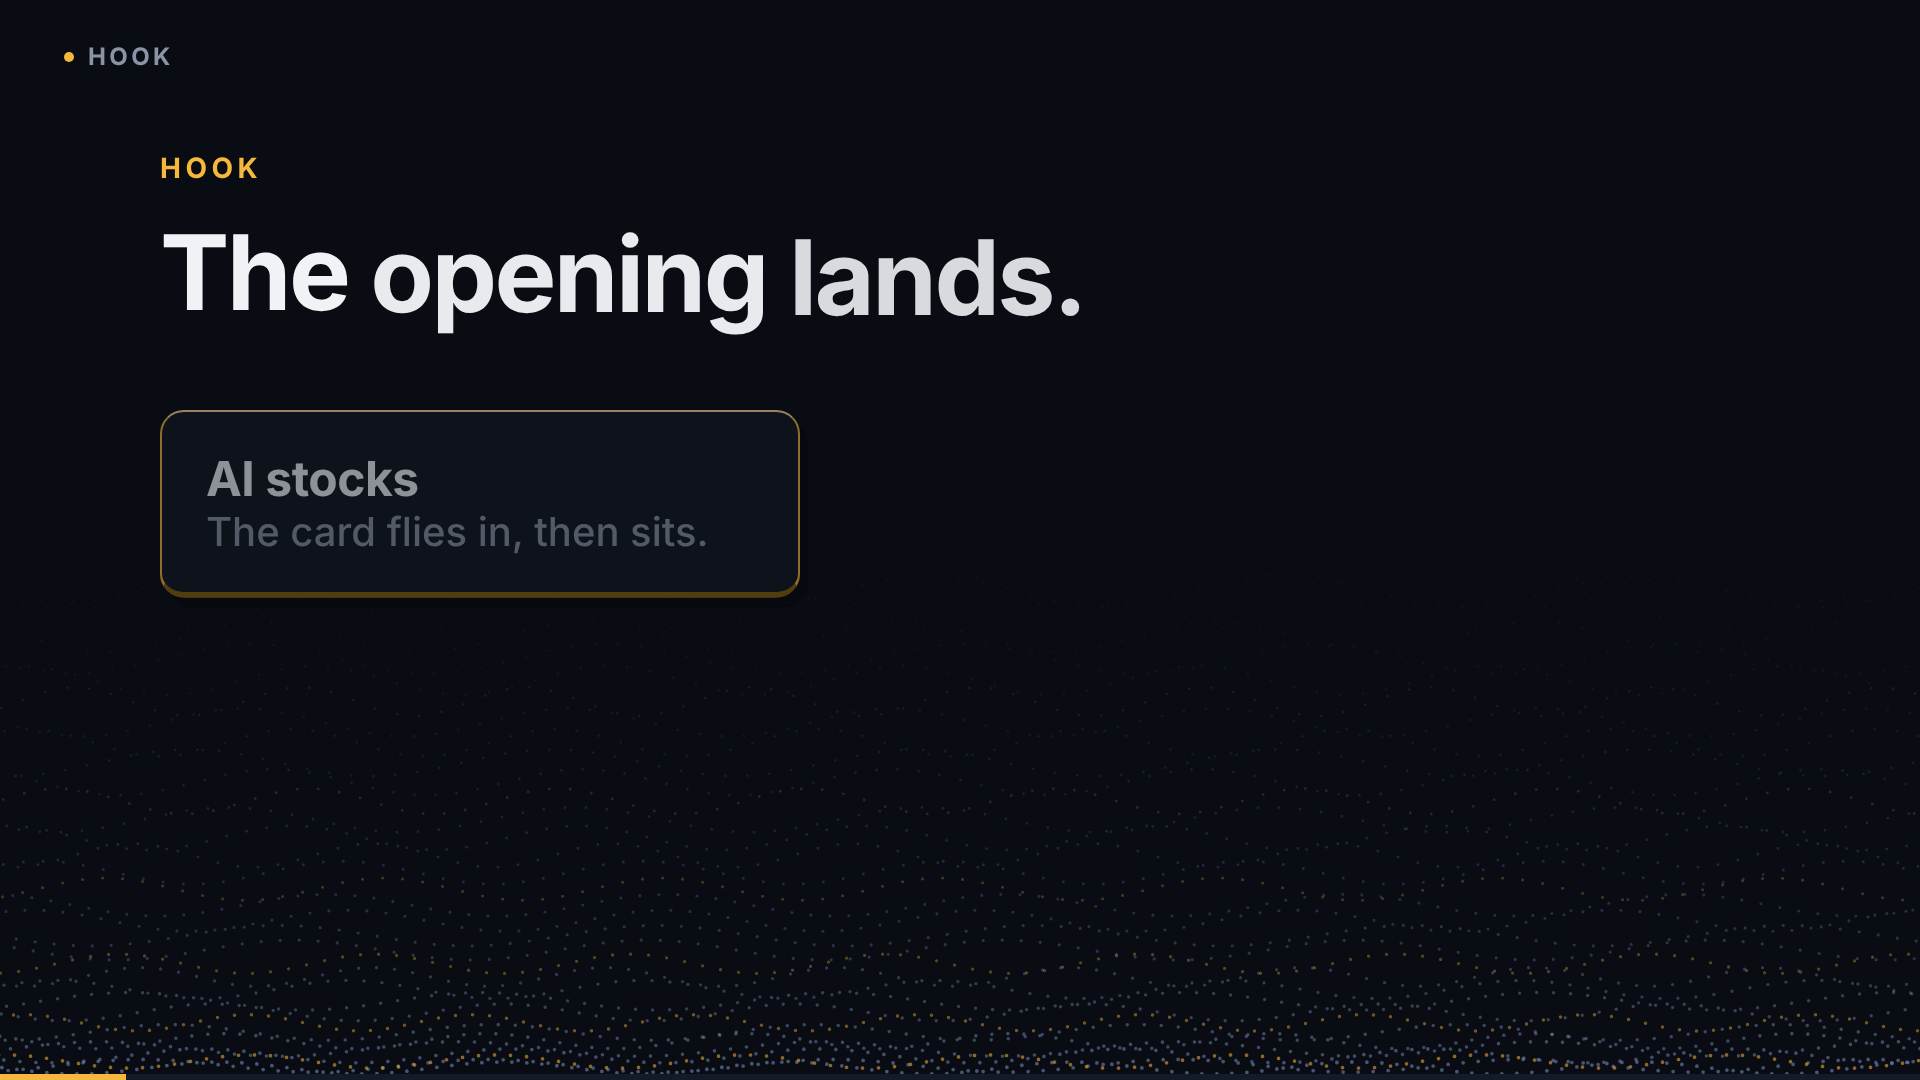 HOOK
HOOK
The opening lands.
AI stocks
The card flies in, then sits.